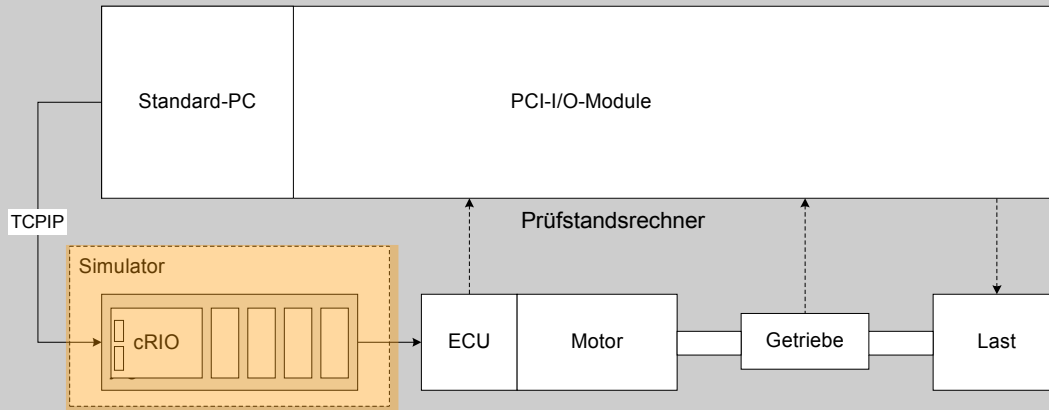 Standard-PC
PCI-I/O-Module
TCPIP
Prüfstandsrechner
Simulator
cRIO
ECU
Motor
Getriebe
Last